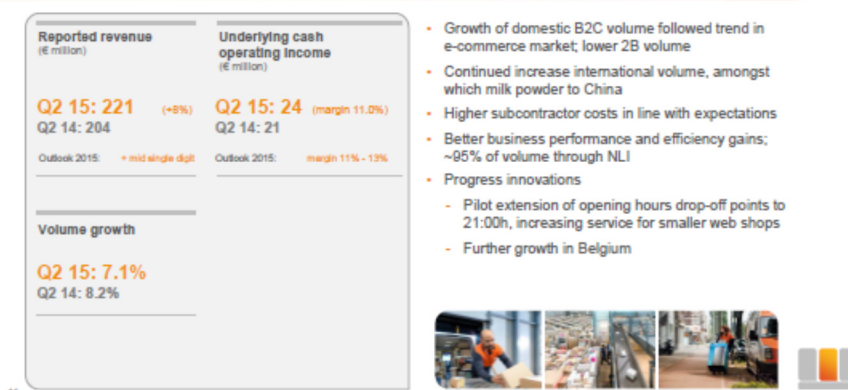 Reported revenue
(€ million)
Q2 15: 221 (+8%)
Q2 14: 204
Outlook 2015: + mid single digit
Underlying cash
operating income
(€ million)
Q2 15: 24 (margin 11.0%)
Q2 14: 21
Outlook 2015: margin 11% - 13%
Volume growth
Q2 15: 7.1%
Q2 14: 8.2%
- Growth of domestic B2C volume followed trend in
e-commerce market; lower 2B volume
- Continued increase international volume, amongst
which milk powder to China
- Higher subcontractor costs in line with expectations
- Better business performance and efficiency gains;
~95% of volume through NLI
- Progress innovations
- Pilot extension of opening hours drop-off points to
21:00h, increasing service for smaller web shops
- Further growth in Belgium